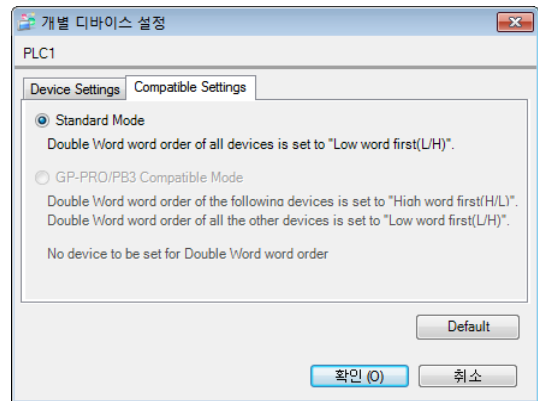 개별 디바이스 설정
PLC1
Device Settings
Compatible Settings
Standard Mode
Double Word word order of all devices is set to "Low word first(L/H)".
GP-PRO/PB3 Compatible Mode
Double Word word order of the following devices is set to "High word first(H/L)".
Double Word word order of all the other devices is set to "Low word first(L/H)".
No device to be set for Double Word word order
Default
확인 (O)
취소